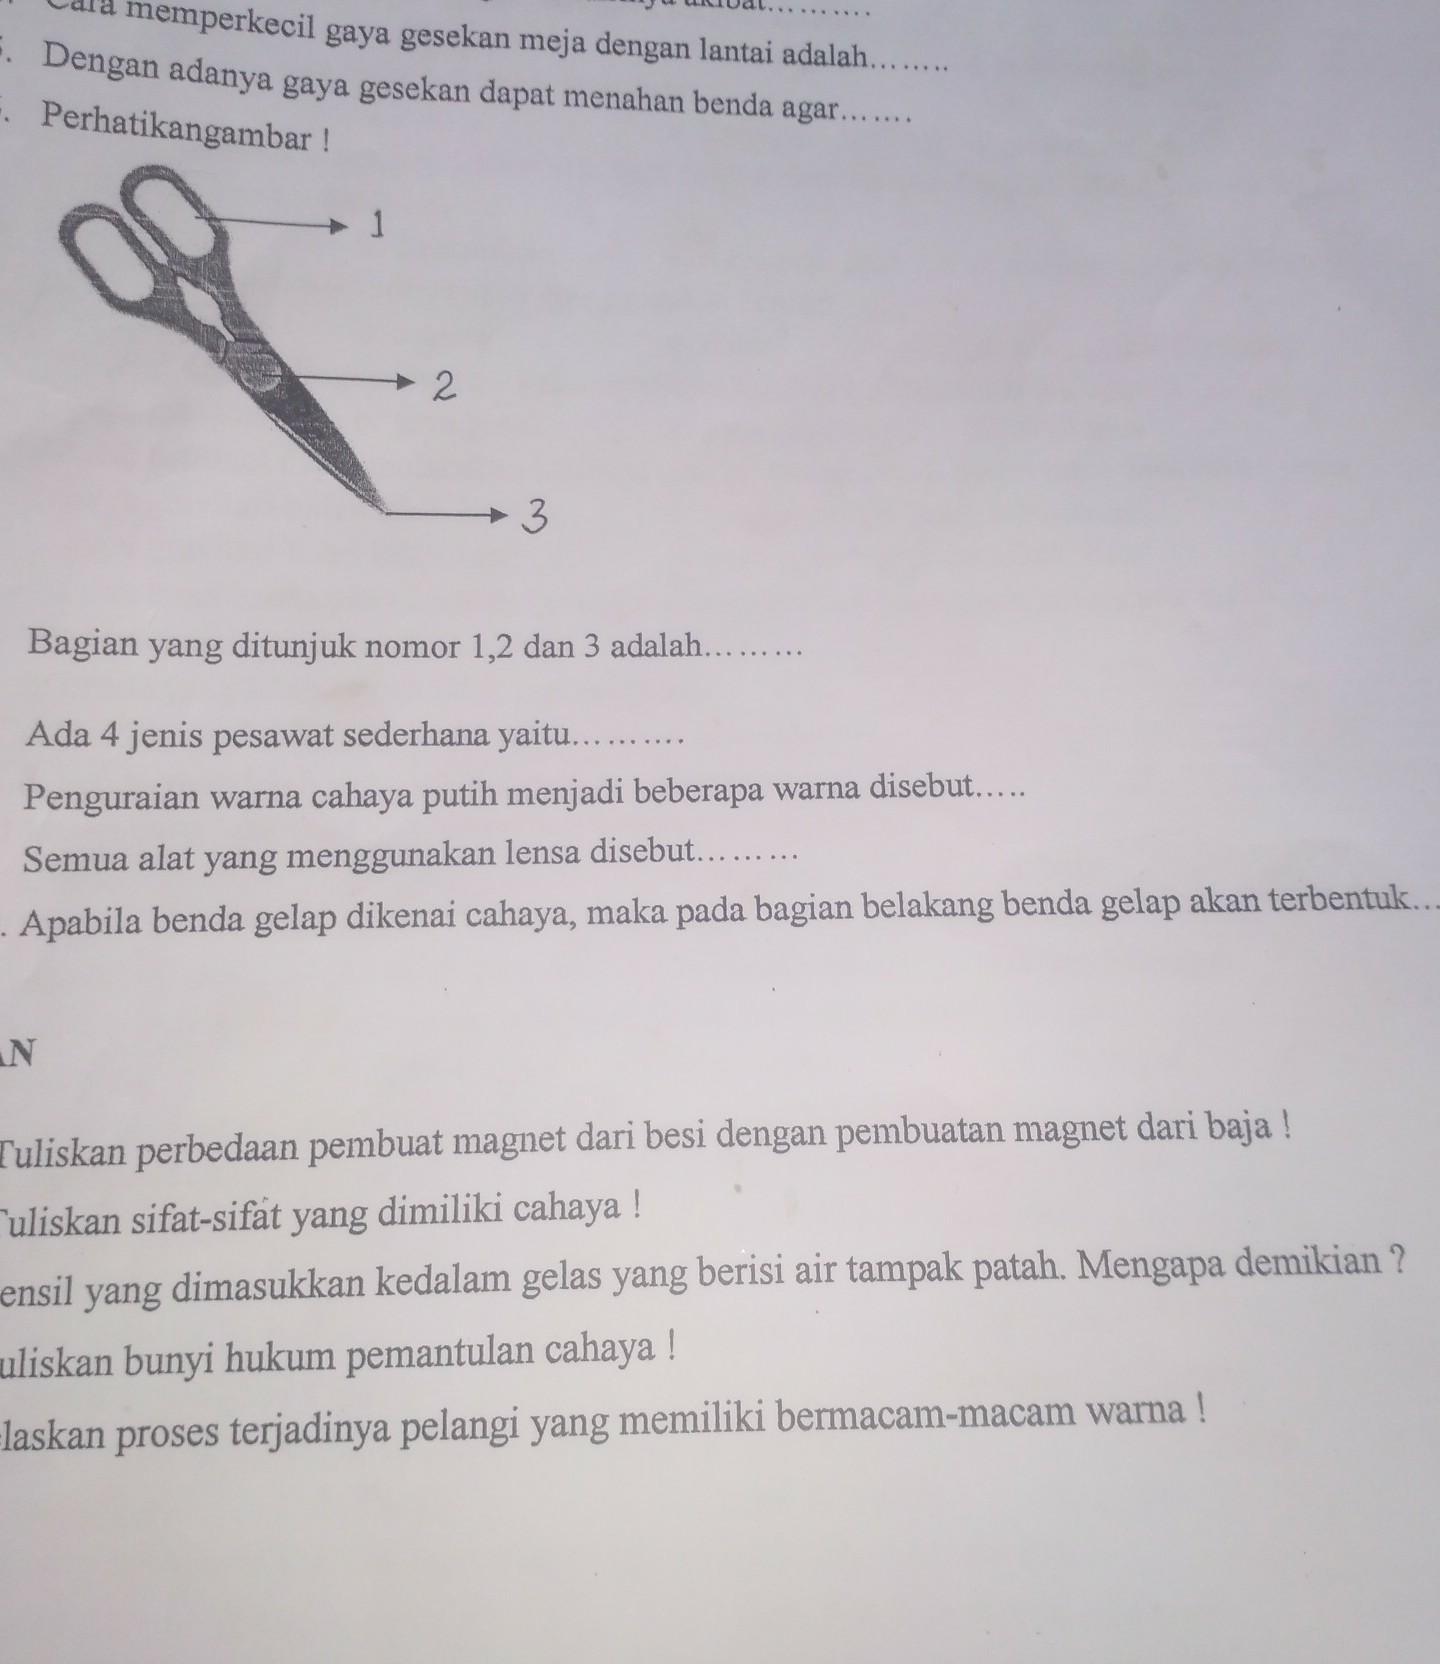 Cara memperkecil gaya gesekan meja dengan lantai adalah........
. Dengan adanya gaya gesekan dapat menahan benda agar.......
. Perhatikangambar !
1
2
3
Bagian yang ditunjuk nomor 1,2 dan 3 adalah.........
Ada 4 jenis pesawat sederhana yaitu..........
Penguraian warna cahaya putih menjadi beberapa warna disebut.....
Semua alat yang menggunakan lensa disebut.........
. Apabila benda gelap dikenai cahaya, maka pada bagian belakang benda gelap akan terbentuk...
AN
Tuliskan perbedaan pembuat magnet dari besi dengan pembuatan magnet dari baja !
Tuliskan sifat-sifat yang dimiliki cahaya !
ensil yang dimasukkan kedalam gelas yang berisi air tampak patah. Mengapa demikian ?
uliskan bunyi hukum pemantulan cahaya !
laskan proses terjadinya pelangi yang memiliki bermacam-macam warna !